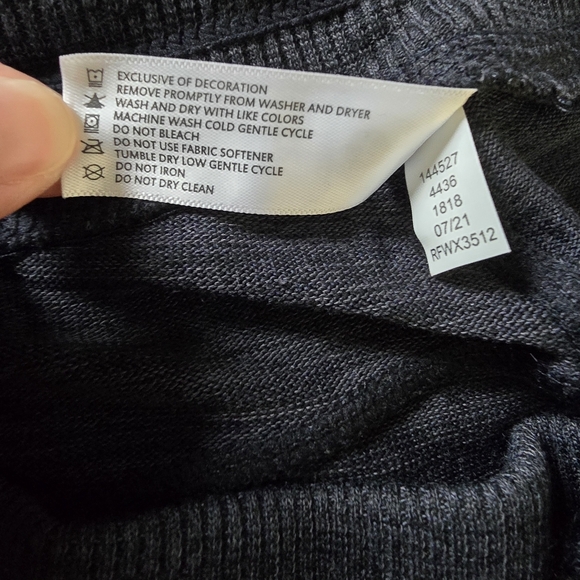 EXCLUSIVE OF DECORATION
REMOVE PROMPTLY FROM WASHER AND DRYER
WASH AND DRY WITH LIKE COLORS
MACHINE WASH COLD GENTLE CYCLE
DO NOT BLEACH
DO NOT USE FABRIC SOFTENER
TUMBLE DRY LOW GENTLE CYCLE
DO NOT IRON
DO NOT DRY CLEAN
144527
4436
1818
07/21
RFWX3512